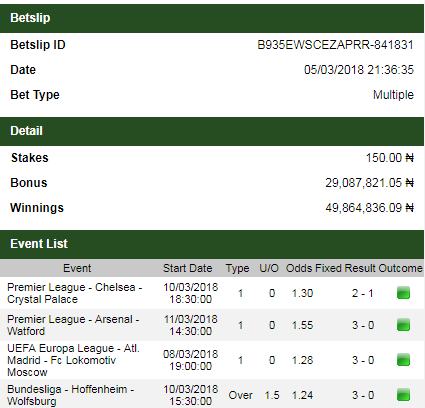 Betslip
Betslip ID B935EWSCEZAPRR-841831
Date 05/03/2018 21:36:35
Bet Type Multiple
Detail
Stakes 150.00 ₦
Bonus 29,087,821.05 ₦
Winnings 49,864,836.09 ₦
Event List
Event Start Date Type U/O Odds Fixed Result Outcome
Premier League - Chelsea - Crystal Palace 10/03/2018 18:30:00 1 0 1.30 2 - 1
Premier League - Arsenal - Watford 11/03/2018 14:30:00 1 0 1.55 3 - 0
UEFA Europa League - Atl. Madrid - Fc Lokomotiv Moscow 08/03/2018 19:00:00 1 0 1.28 3 - 0
Bundesliga - Hoffenheim - Wolfsburg 10/03/2018 15:30:00 Over 1.5 1.24 3 - 0